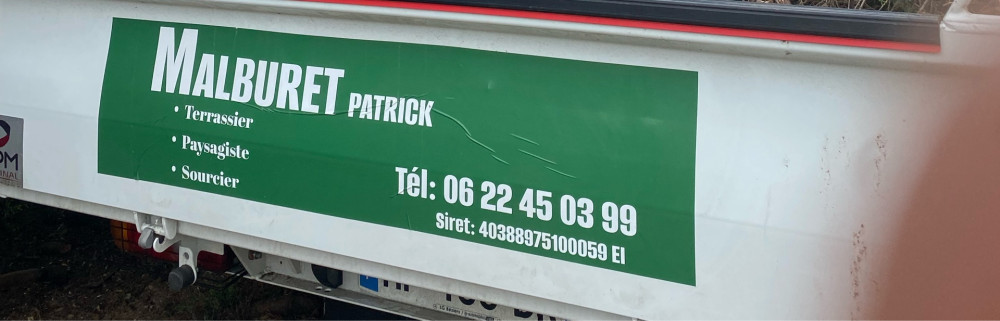 MALBURET PATRICK
• Terrassier
• Paysagiste
• Sourcier
Tél: 06 22 45 03 99
Siret: 40388975100059 EI